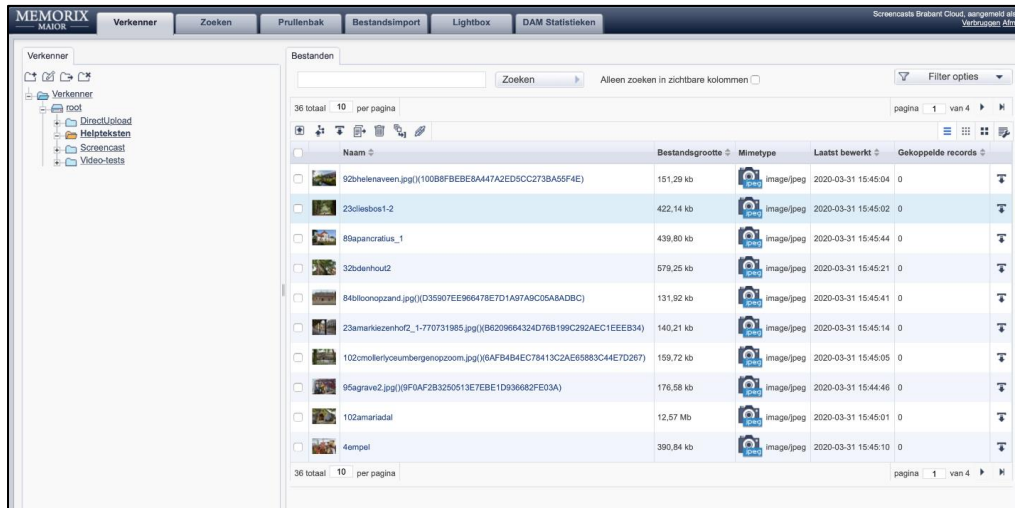 MEMORIX
MAIOR
Verkenner
Zoeken
Prullenbak
Bestandsimport
Lightbox
DAM Statistieken
Screencasts Brabant Cloud, aangemeld als
Verbruggen Afm
Verkenner
Verkenner
root
DirectUpload
Helpteksten
Screencast
Video-tests
Bestanden
Zoeken
Alleen zoeken in zichtbare kolommen
Filter opties
36 totaal 10 per pagina
pagina 1 van 4
Naam Bestandsgrootte Mimetype Laatst bewerkt Gekoppelde records
92bhelenaveen.jpg()(100B8FBEBE8A447A2ED5CC273BA55F4E) 151,29 kb jpeg image/jpeg 2020-03-31 15:45:04 0
23cliesbos1-2 422,14 kb jpeg image/jpeg 2020-03-31 15:45:02 0
89apancratius_1 439,80 kb jpeg image/jpeg 2020-03-31 15:45:44 0
32bdenhout2 579,25 kb jpeg image/jpeg 2020-03-31 15:45:21 0
84blloonopzand.jpg()(D35907EE966478E7D1A97A9C05A8ADBC) 131,92 kb jpeg image/jpeg 2020-03-31 15:45:41 0
23amarkiezenhof2_1-770731985.jpg()(B6209664324D76B199C292AEC1EEEB34) 140,21 kb jpeg image/jpeg 2020-03-31 15:45:14 0
102cmollerlyceumbergenopzoom.jpg()(6AFB4B4EC78413C2AE65883C44E7D267) 159,72 kb jpeg image/jpeg 2020-03-31 15:45:05 0
95agrave2.jpg()(9F0AF2B3250513E7EBE1D936682FE03A) 176,58 kb jpeg image/jpeg 2020-03-31 15:44:46 0
102amariadal 12,57 Mb jpeg image/jpeg 2020-03-31 15:45:01 0
4empel 390,84 kb jpeg image/jpeg 2020-03-31 15:45:10 0
36 totaal 10 per pagina
pagina 1 van 4